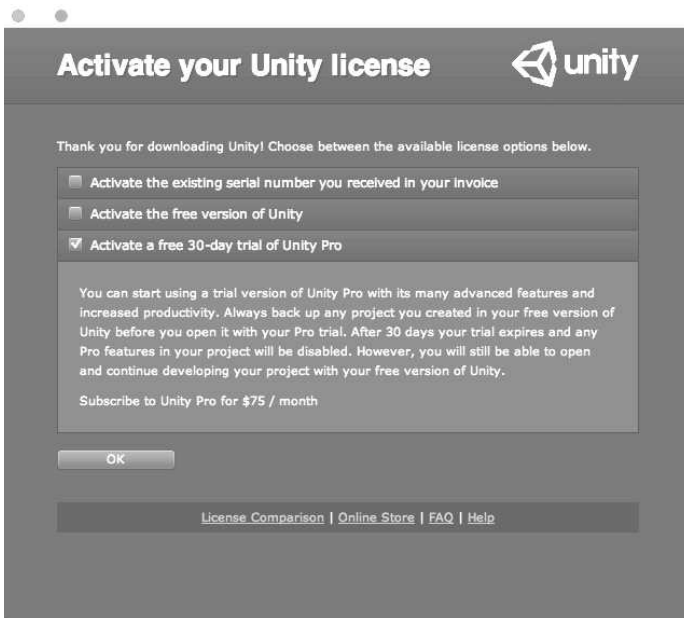 Activate your Unity license
unity
Thank you for downloading Unity! Choose between the available license options below.
Activate the existing serial number you received in your invoice
Activate the free version of Unity
Activate a free 30-day trial of Unity Pro
You can start using a trial version of Unity Pro with its many advanced features and
increased productivity. Always back up any project you created in your free version of
Unity before you open it with your Pro trial. After 30 days your trial expires and any
Pro features in your project will be disabled. However, you will still be able to open
and continue developing your project with your free version of Unity.
Subscribe to Unity Pro for $75 / month
OK
License Comparison | Online Store | FAQ | Help